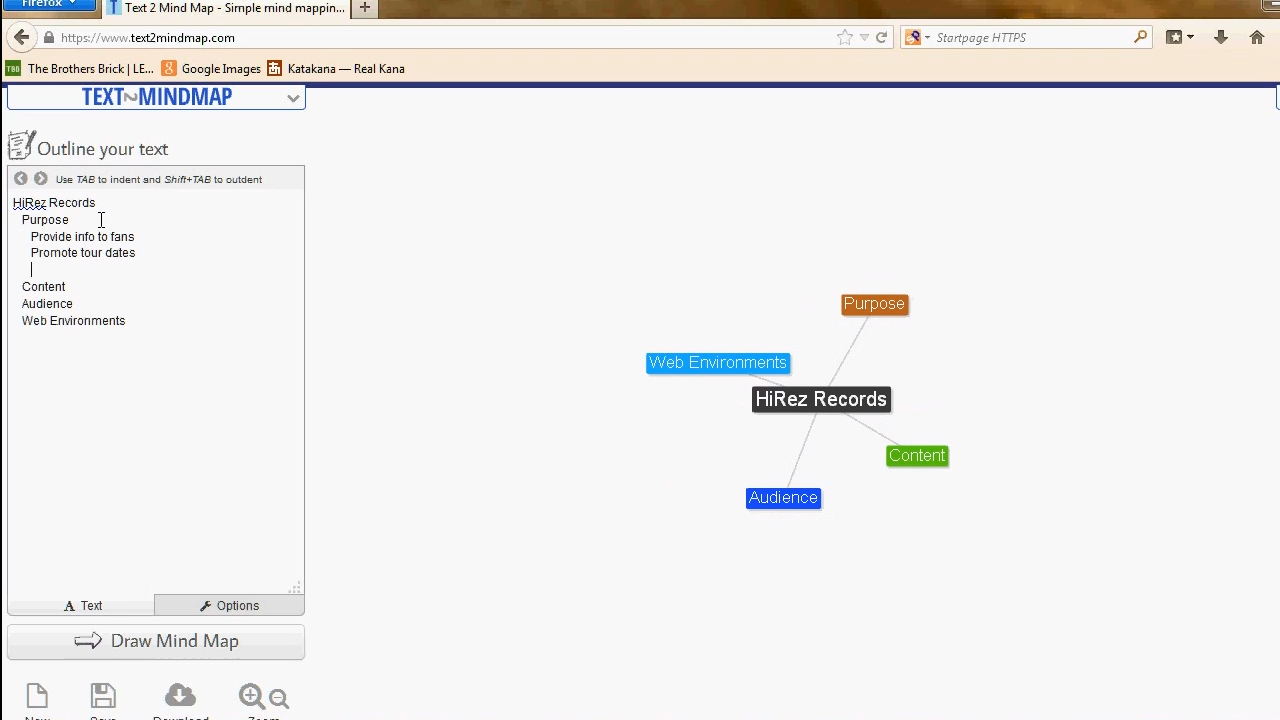 Firefox
Text 2 Mind Map - Simple mind mappin...
https://www.text2mindmap.com
Startpage HTTPS
The Brothers Brick | LE...
Google Images
Katakana — Real Kana
TEXT2MINDMAP
Outline your text
Use TAB to indent and Shift+TAB to outdent
HiRez Records
Purpose
Provide info to fans
Promote tour dates
Content
Audience
Web Environments
Text
Options
Draw Mind Map
New
Save
Download
Zoom
Purpose
Web Environments
HiRez Records
Content
Audience